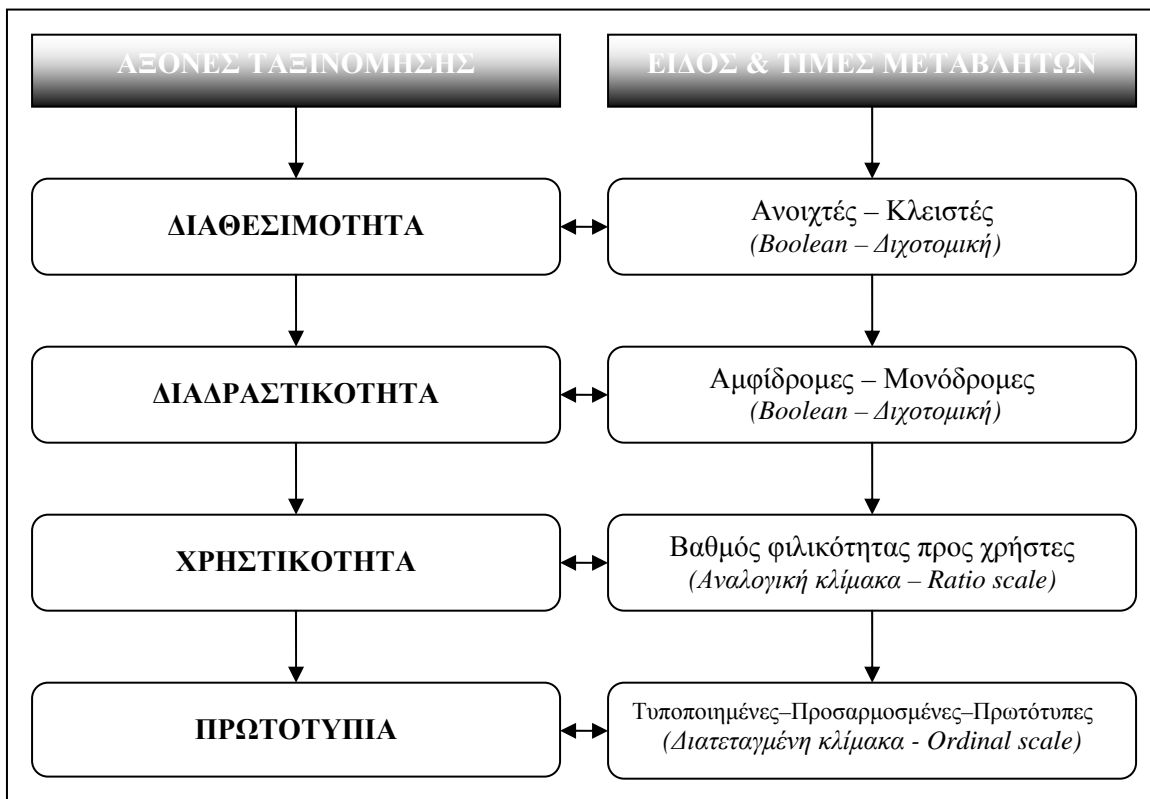 ΑΞΟΝΕΣ ΤΑΞΙΝΟΜΗΣΗΣ
ΕΙΔΟΣ & ΤΙΜΕΣ ΜΕΤΑΒΛΗΤΩΝ
ΔΙΑΘΕΣΙΜΟΤΗΤΑ
Ανοιχτές – Κλειστές
(Boolean – Διχοτομική)
ΔΙΑΔΡΑΣΤΙΚΟΤΗΤΑ
Αμφίδρομες – Μονόδρομες
(Boolean – Διχοτομική)
ΧΡΗΣΤΙΚΟΤΗΤΑ
Βαθμός φιλικότητας προς χρήστες
(Αναλογική κλίμακα – Ratio scale)
ΠΡΩΤΟΤΥΠΙΑ
Τυποποιημένες–Προσαρμοσμένες–Πρωτότυπες
(Διατεταγμένη κλίμακα - Ordinal scale)